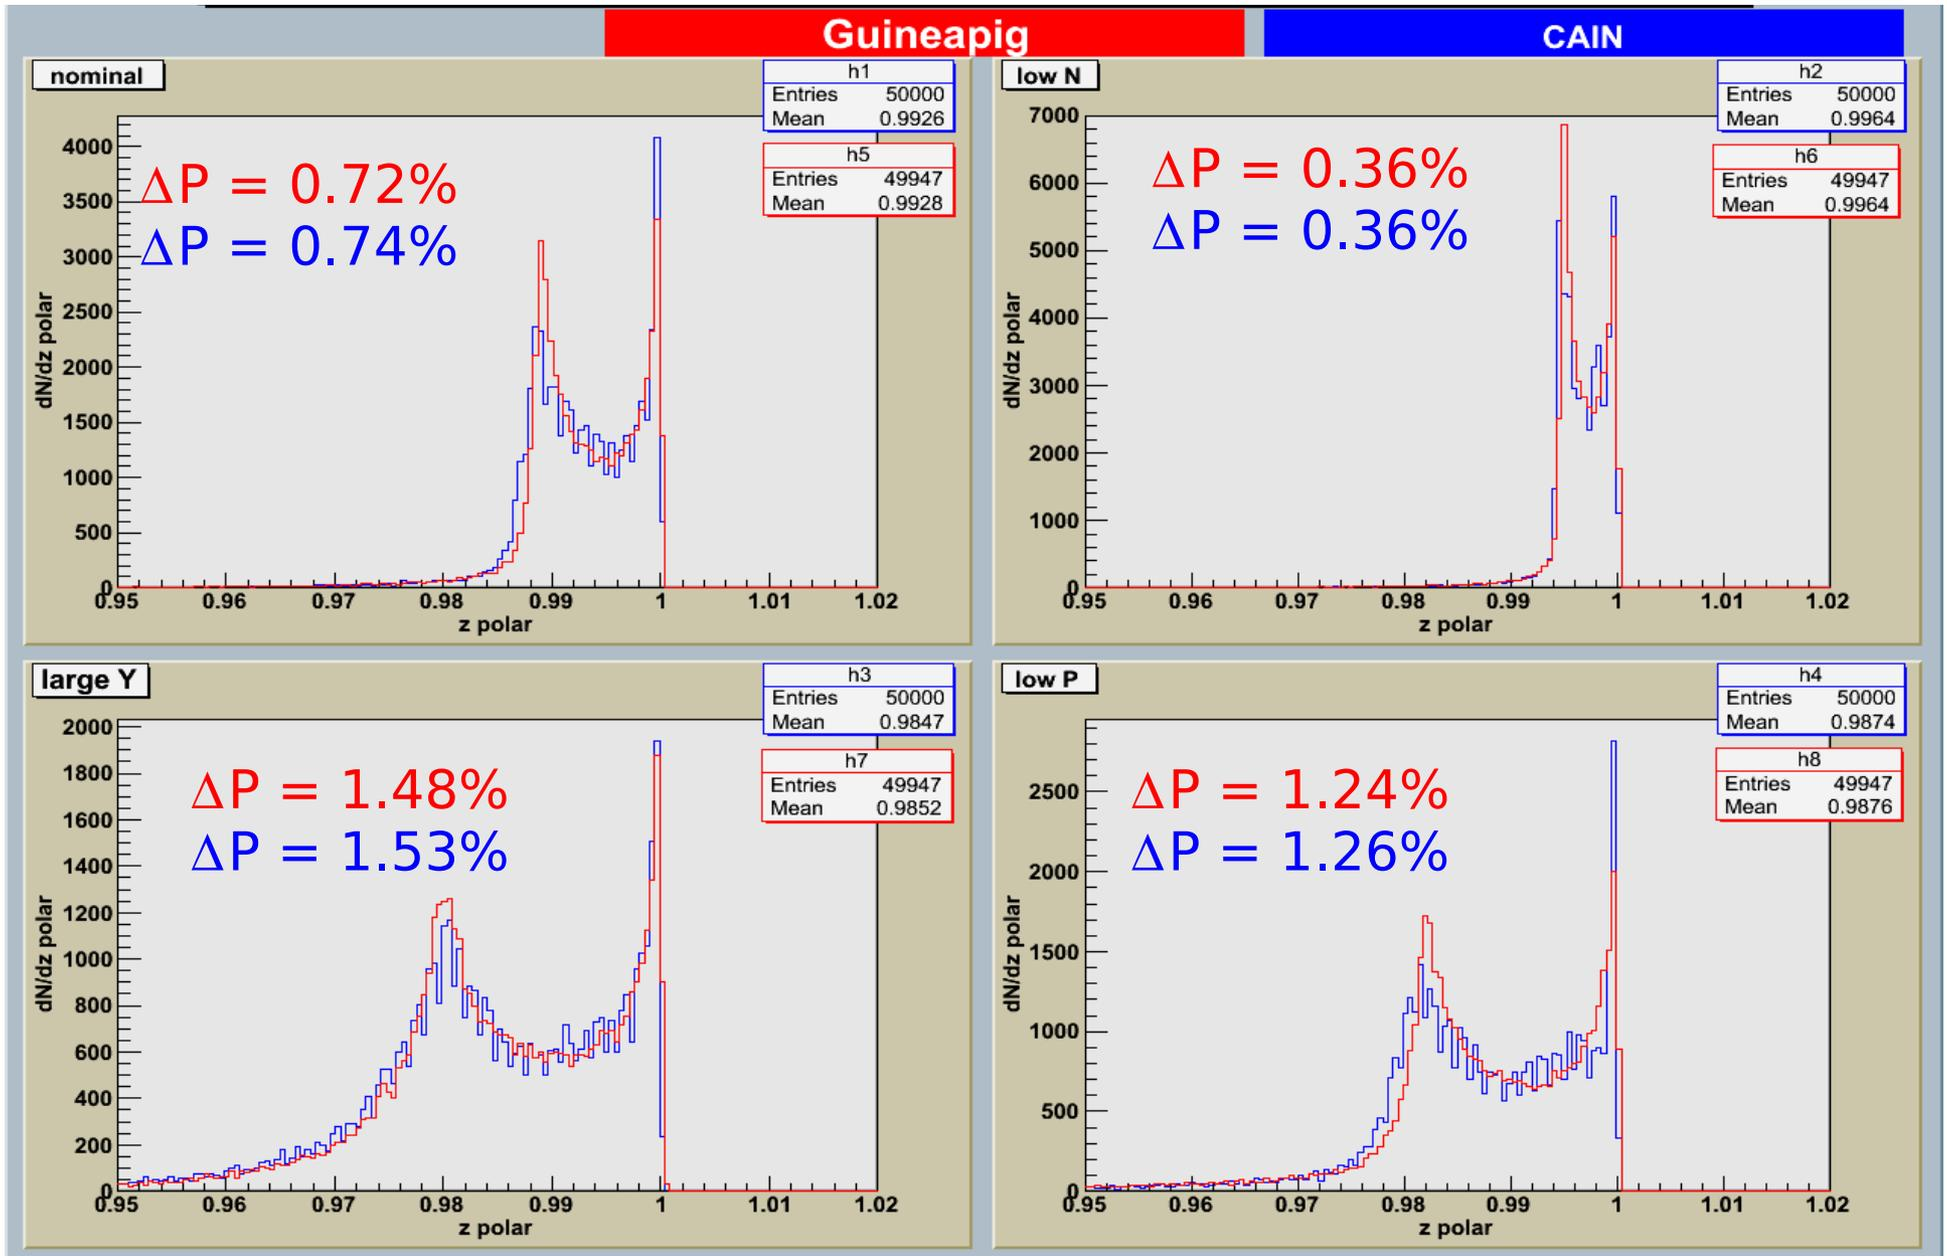 Guineapig
CAIN
nominal
h1
Entries 50000
Mean 0.9926
h5
Entries 49947
Mean 0.9928
ΔP = 0.72%
ΔP = 0.74%
dN/dz polar
4000
3500
3000
2500
2000
1500
1000
500
0
0.95 0.96 0.97 0.98 0.99 1 1.01 1.02
z polar
low N
h2
Entries 50000
Mean 0.9964
h6
Entries 49947
Mean 0.9964
ΔP = 0.36%
ΔP = 0.36%
dN/dz polar
7000
6000
5000
4000
3000
2000
1000
0
0.95 0.96 0.97 0.98 0.99 1 1.01 1.02
z polar
large Y
h3
Entries 50000
Mean 0.9847
h7
Entries 49947
Mean 0.9852
ΔP = 1.48%
ΔP = 1.53%
dN/dz polar
2000
1800
1600
1400
1200
1000
800
600
400
200
0
0.95 0.96 0.97 0.98 0.99 1 1.01 1.02
z polar
low P
h4
Entries 50000
Mean 0.9874
h8
Entries 49947
Mean 0.9876
ΔP = 1.24%
ΔP = 1.26%
dN/dz polar
2500
2000
1500
1000
500
0
0.95 0.96 0.97 0.98 0.99 1 1.01 1.02
z polar